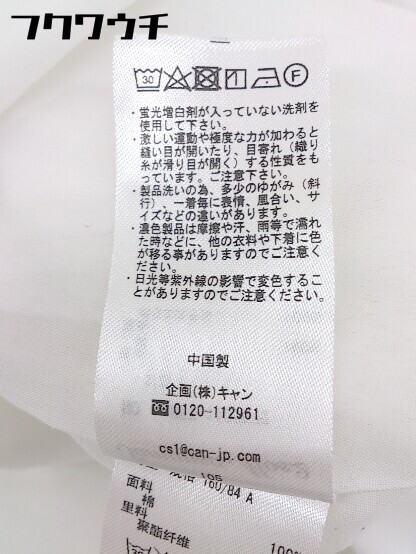 フクワウチ
30
F
・蛍光増白剤が入っていない洗剤を
使用して下さい。
・激しい運動や極度な力が加わると
縫い目が開いたり、目寄れ（織り
糸が滑り目が開く）する性質をも
っています。ご注意下さい。
・製品洗いの為、多少のゆがみ（斜
行）、一着毎に表情、風合い、サ
イズなどの違いがあります。
・濃色製品は摩擦や汗、雨等で濡れ
た時などに、他の衣料や下着に色
が移る事がありますのでご注意く
ださい。
・日光等紫外線の影響で変色するこ
とがありますのでご注意ください。
中国製
企画(株)キャン
0120-112961
cs1@can-jp.com
160/84 A
面料
棉
里料
聚酯纤维
100